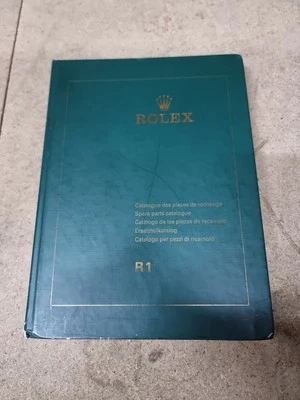 ROLEX
Catalogue des pièces de rechange
Spare parts catalogue
Catálogo de las piezas de recambio
Ersatzteilkatalog
Catalogo per pezzi di ricambio
R1